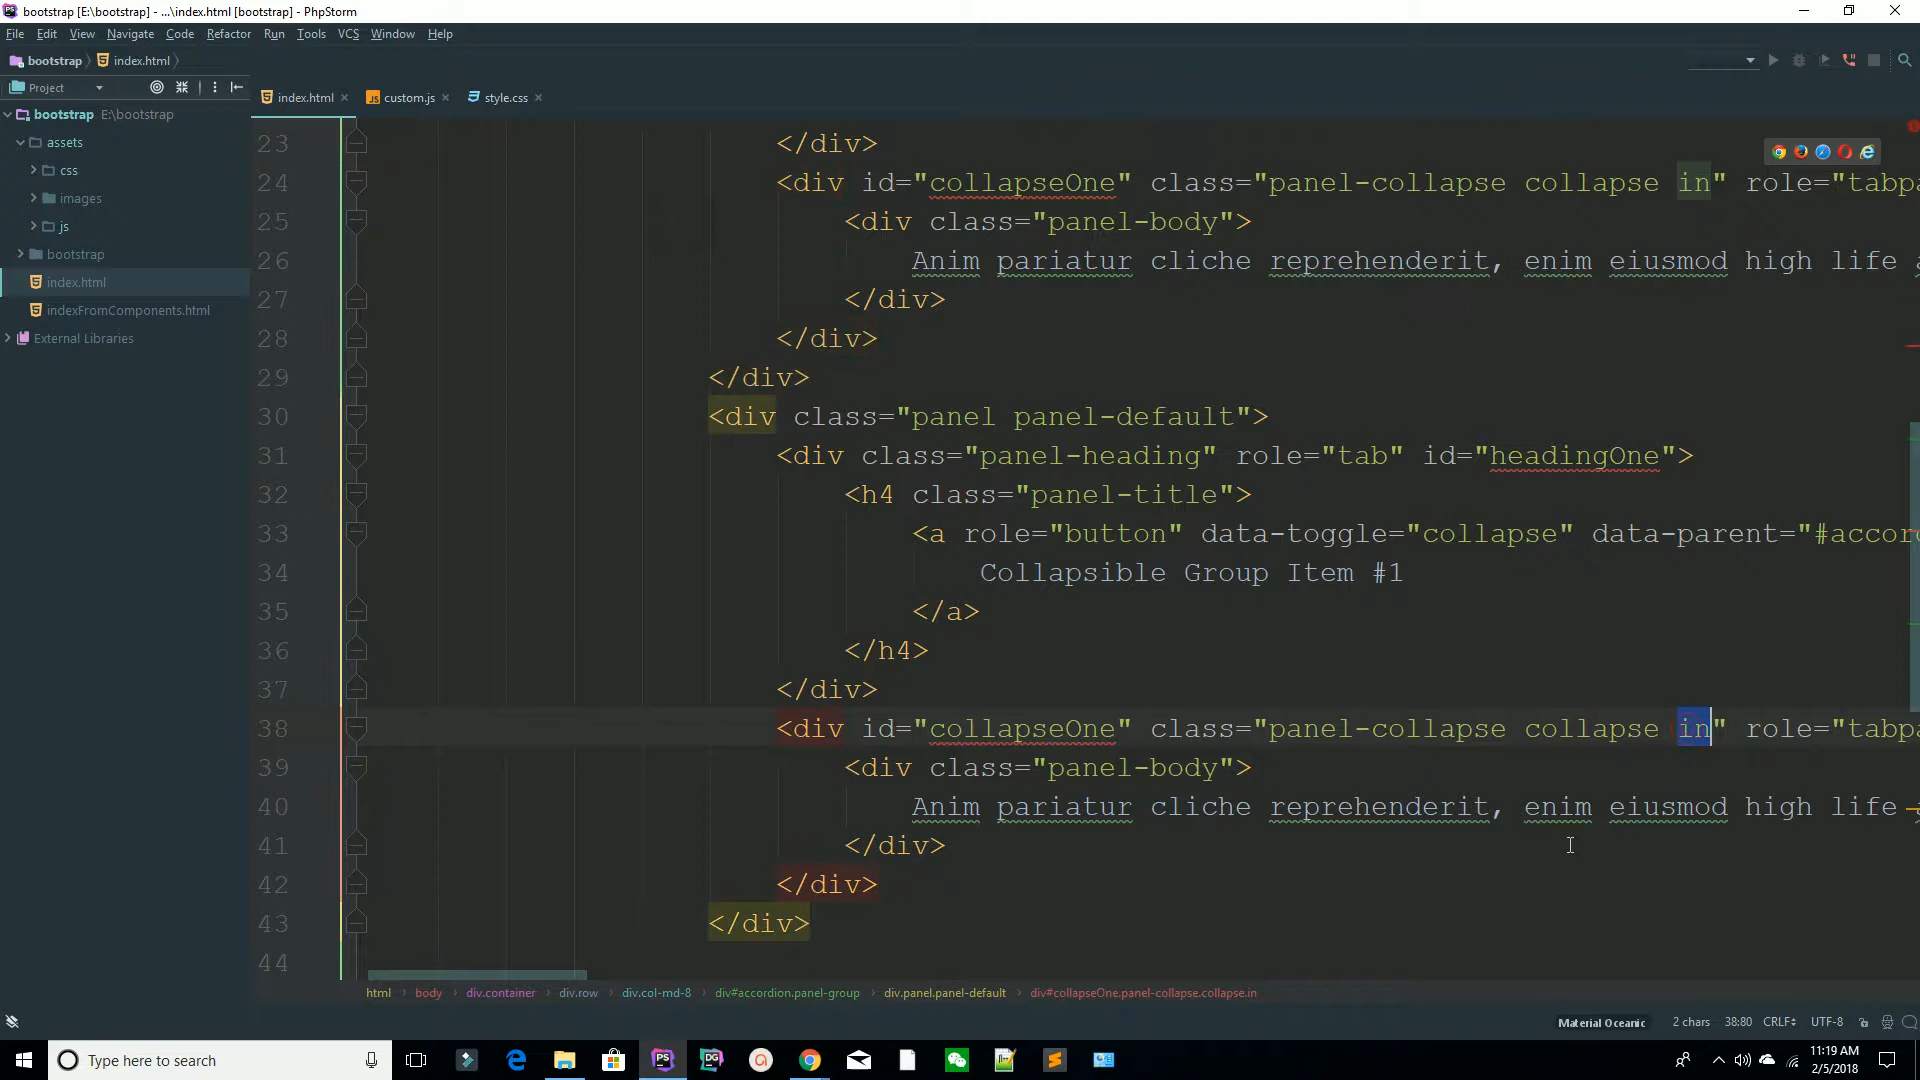 bootstrap [E:\bootstrap] - ...\index.html [bootstrap] - PhpStorm
File Edit View Navigate Code Refactor Run Tools VCS Window Help
bootstrap index.html
Project
index.html custom.js style.css
bootstrap E:\bootstrap
assets
css
images
js
bootstrap
index.html
indexFromComponents.html
External Libraries
23 </div>
24 <div id="collapseOne" class="panel-collapse collapse in" role="tabpa
25 <div class="panel-body">
26 Anim pariatur cliche reprehenderit, enim eiusmod high life a
27 </div>
28 </div>
29 </div>
30 <div class="panel panel-default">
31 <div class="panel-heading" role="tab" id="headingOne">
32 <h4 class="panel-title">
33 <a role="button" data-toggle="collapse" data-parent="#accor
34 Collapsible Group Item #1
35 </a>
36 </h4>
37 </div>
38 <div id="collapseOne" class="panel-collapse collapse in" role="tabpa
39 <div class="panel-body">
40 Anim pariatur cliche reprehenderit, enim eiusmod high life
41 </div>
42 </div>
43 </div>
44
html body div.container div.row div.col-md-8 div#accordion.panel-group div.panel.panel-default div#collapseOne.panel-collapse.collapse.in
Material Oceanic 2 chars 38:80 CRLF UTF-8
Type here to search
PS DG
11:19 AM
2/5/2018